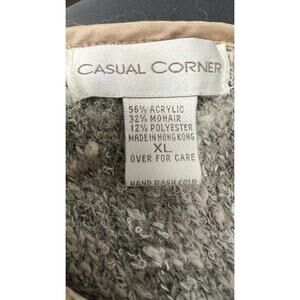 CASUAL CORNER
56% ACRYLIC
32% MOHAIR
12% POLYESTER
MADE IN HONG KONG
XL
OVER FOR CARE
HAND WASH COLD